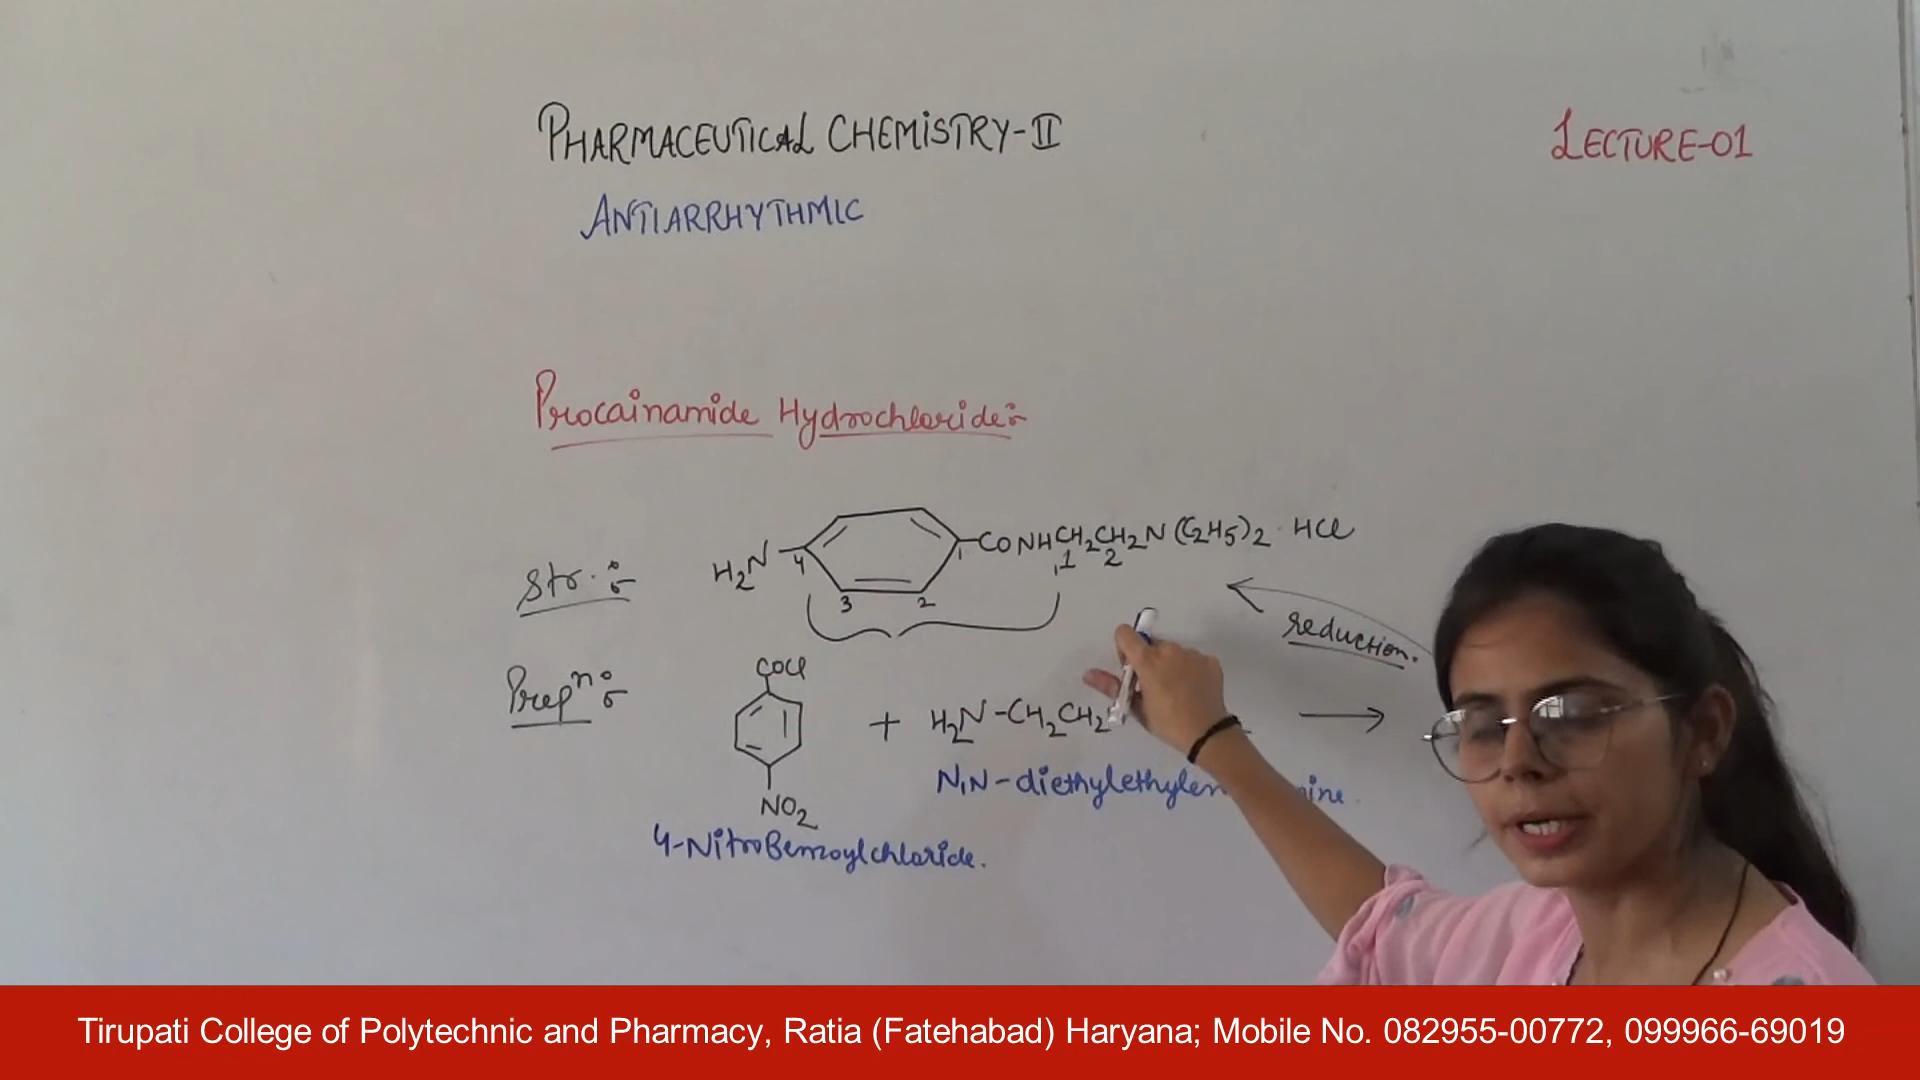 PHARMACEUTICAL CHEMISTRY-II
LECTURE-01
ANTIARRHYTHMIC
Procainamide Hydrochloride:-
Str. :-
H2N 4 3 2 1 CONHCH2CH2N(C2H5)2 · HCl
1 2
reduction.
Prepn :-
COCl
+ H2N-CH2CH2 →
NO2
N,N-diethylethylen
4-NitroBenzoylchloride.
Tirupati College of Polytechnic and Pharmacy, Ratia (Fatehabad) Haryana; Mobile No. 082955-00772, 099966-69019